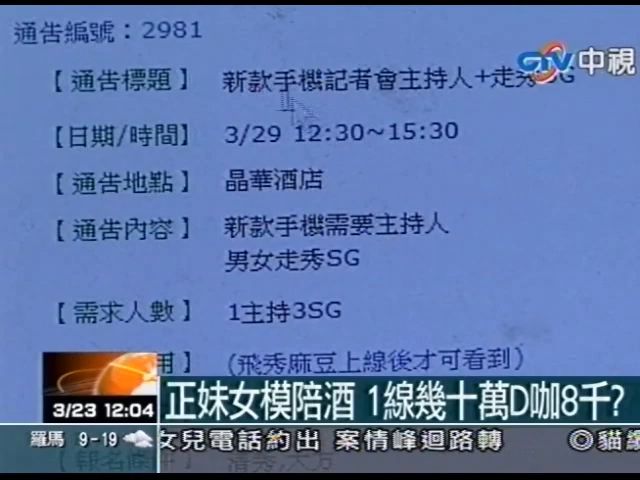 通告編號：2981
CTV中視
【通告標題】 新款手機記者會主持人+走秀SG
【日期/時間】 3/29 12:30~15:30
【通告地點】 晶華酒店
【通告內容】 新款手機需要主持人
男女走秀SG
【需求人數】 1主持3SG
用】 (飛秀麻豆上線後才可看到)
3/23 12:04 正妹女模陪酒 1線幾十萬D咖8千?
羅馬 9-19 女兒電話約出 案情峰迴路轉 ◎貓纜